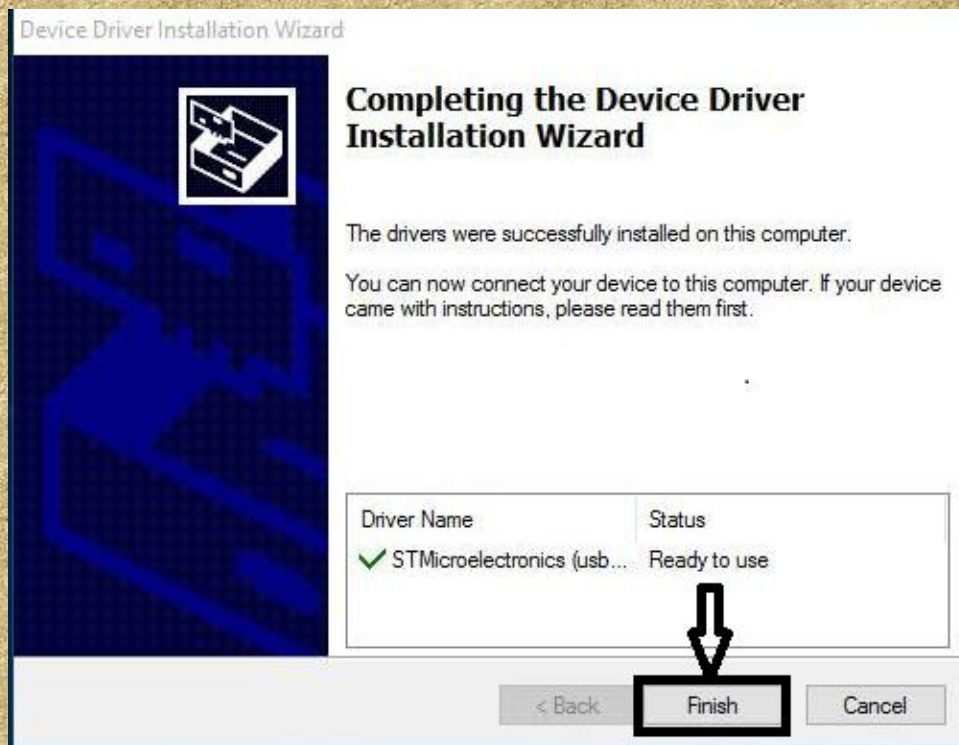 Device Driver Installation Wizard
Completing the Device Driver
Installation Wizard
The drivers were successfully installed on this computer.
You can now connect your device to this computer. If your device
came with instructions, please read them first.
Driver Name Status
STMicroelectronics (usb... Ready to use
< Back Finish Cancel